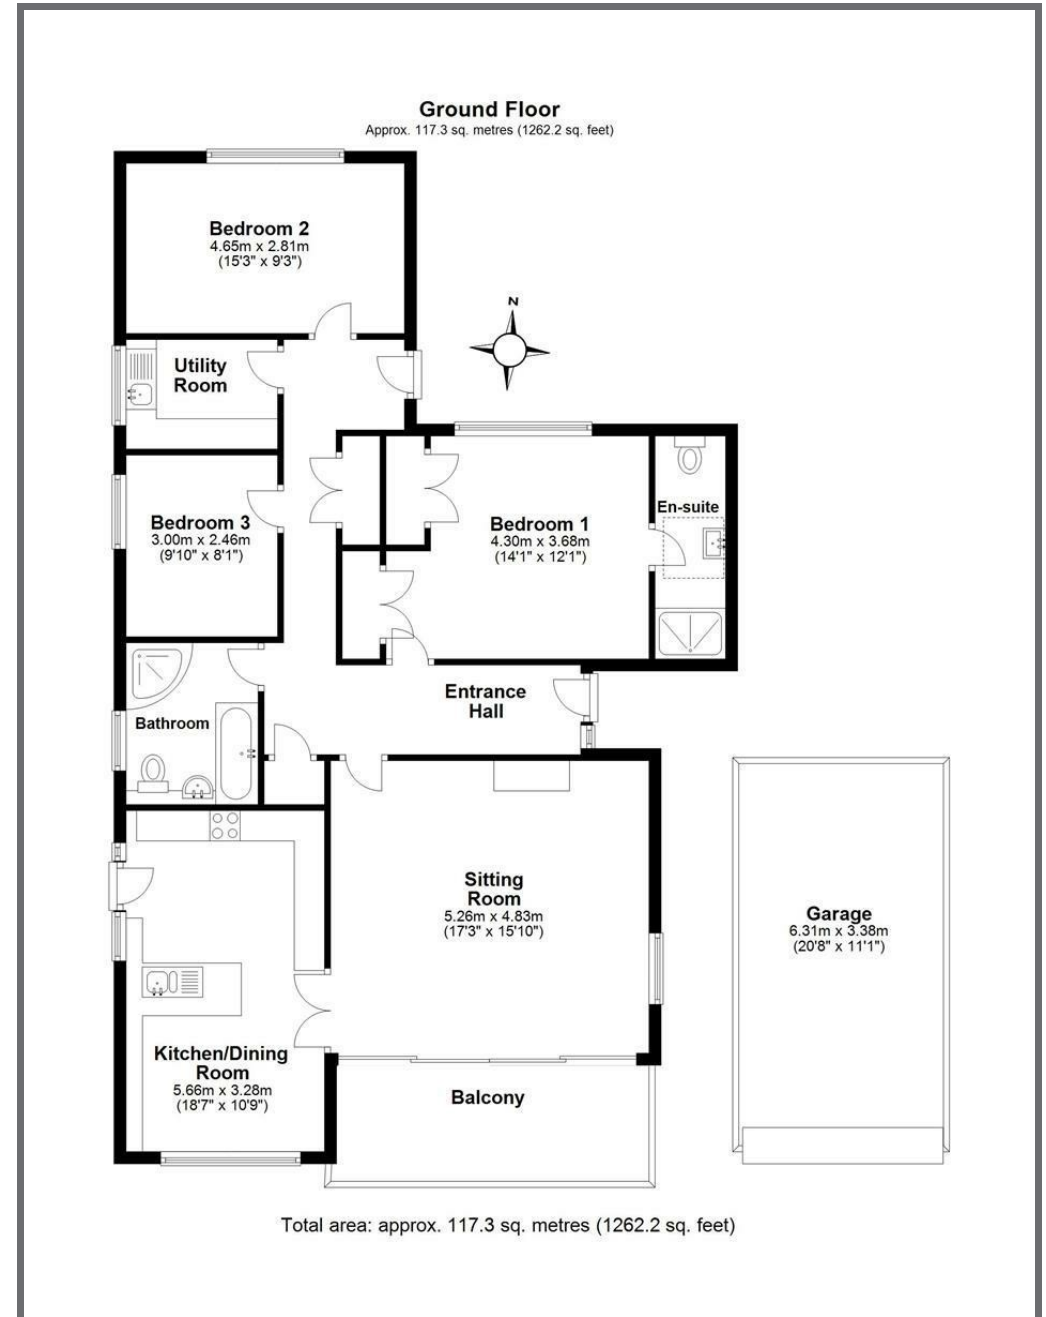 Ground Floor
Approx. 117.3 sq. metres (1262.2 sq. feet)
Bedroom 2
4.65m x 2.81m
(15'3" x 9'3")
N
Utility
Room
Bedroom 3
3.00m x 2.46m
(9'10" x 8'1")
Bedroom 1
4.30m x 3.68m
(14'1" x 12'1")
En-suite
Entrance
Hall
Bathroom
Sitting
Room
5.26m x 4.83m
(17'3" x 15'10")
Garage
6.31m x 3.38m
(20'8" x 11'1")
Kitchen/Dining
Room
5.66m x 3.28m
(18'7" x 10'9")
Balcony
Total area: approx. 117.3 sq. metres (1262.2 sq. feet)